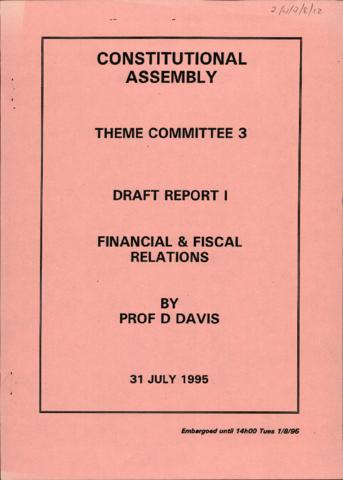 CONSTITUTIONAL
ASSEMBLY
THEME COMMITTEE 3
DRAFT REPORT I
FINANCIAL & FISCAL
RELATIONS
BY
PROF D DAVIS
31 JULY 1995
Embargoed until 14h00 Tues 1/8/95